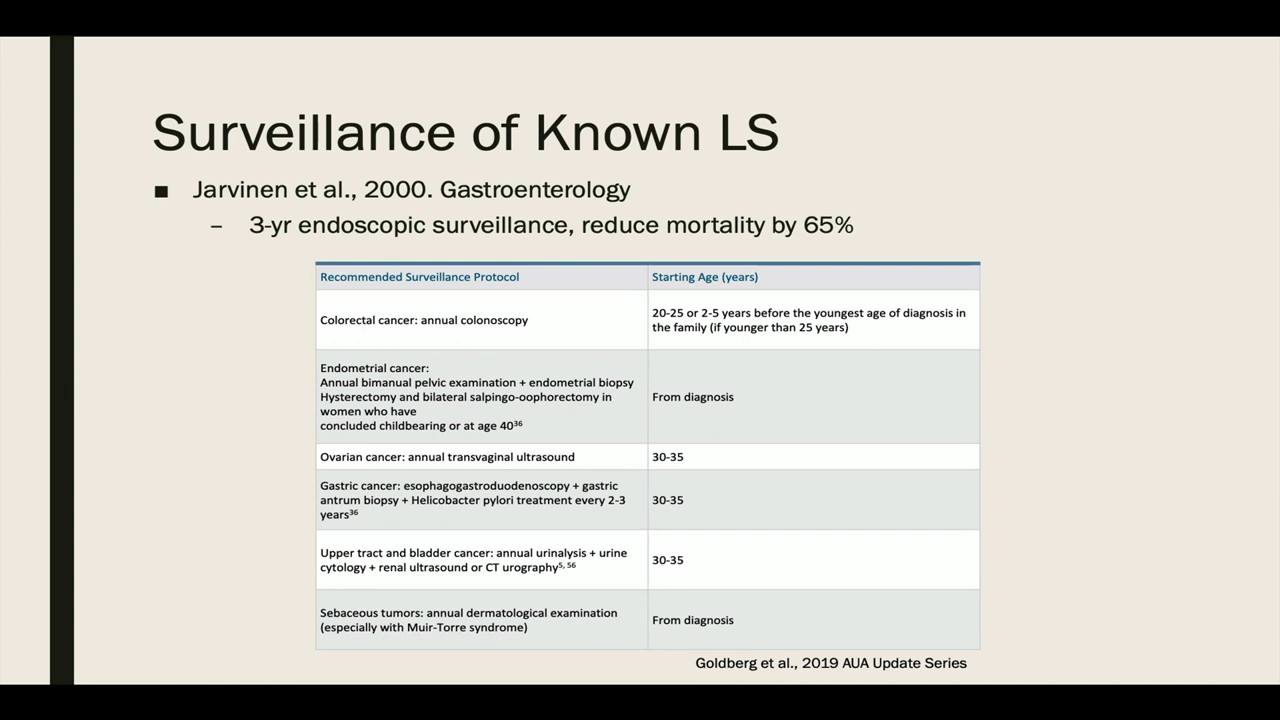 Surveillance of Known LS
■ Jarvinen et al., 2000. Gastroenterology
– 3-yr endoscopic surveillance, reduce mortality by 65%
Recommended Surveillance Protocol
Starting Age (years)
Colorectal cancer: annual colonoscopy
20-25 or 2-5 years before the youngest age of diagnosis in
the family (if younger than 25 years)
Endometrial cancer:
Annual bimanual pelvic examination + endometrial biopsy
Hysterectomy and bilateral salpingo-oophorectomy in
women who have
concluded childbearing or at age 40³⁶
From diagnosis
Ovarian cancer: annual transvaginal ultrasound
30-35
Gastric cancer: esophagogastroduodenoscopy + gastric
antrum biopsy + Helicobacter pylori treatment every 2-3
years³⁶
30-35
Upper tract and bladder cancer: annual urinalysis + urine
cytology + renal ultrasound or CT urography⁵, ⁵⁶
30-35
Sebaceous tumors: annual dermatological examination
(especially with Muir-Torre syndrome)
From diagnosis
Goldberg et al., 2019 AUA Update Series